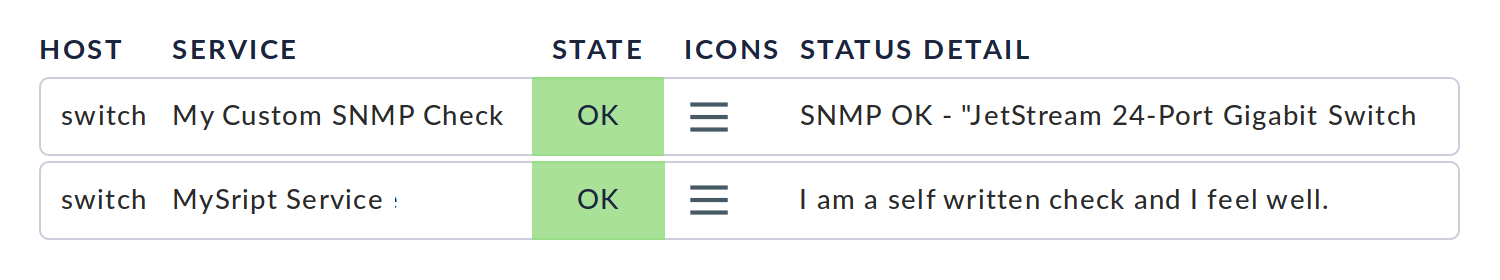 HOST SERVICE STATE ICONS STATUS DETAIL
switch My Custom SNMP Check OK SNMP OK - "JetStream 24-Port Gigabit Switch
switch MySript Service OK I am a self written check and I feel well.